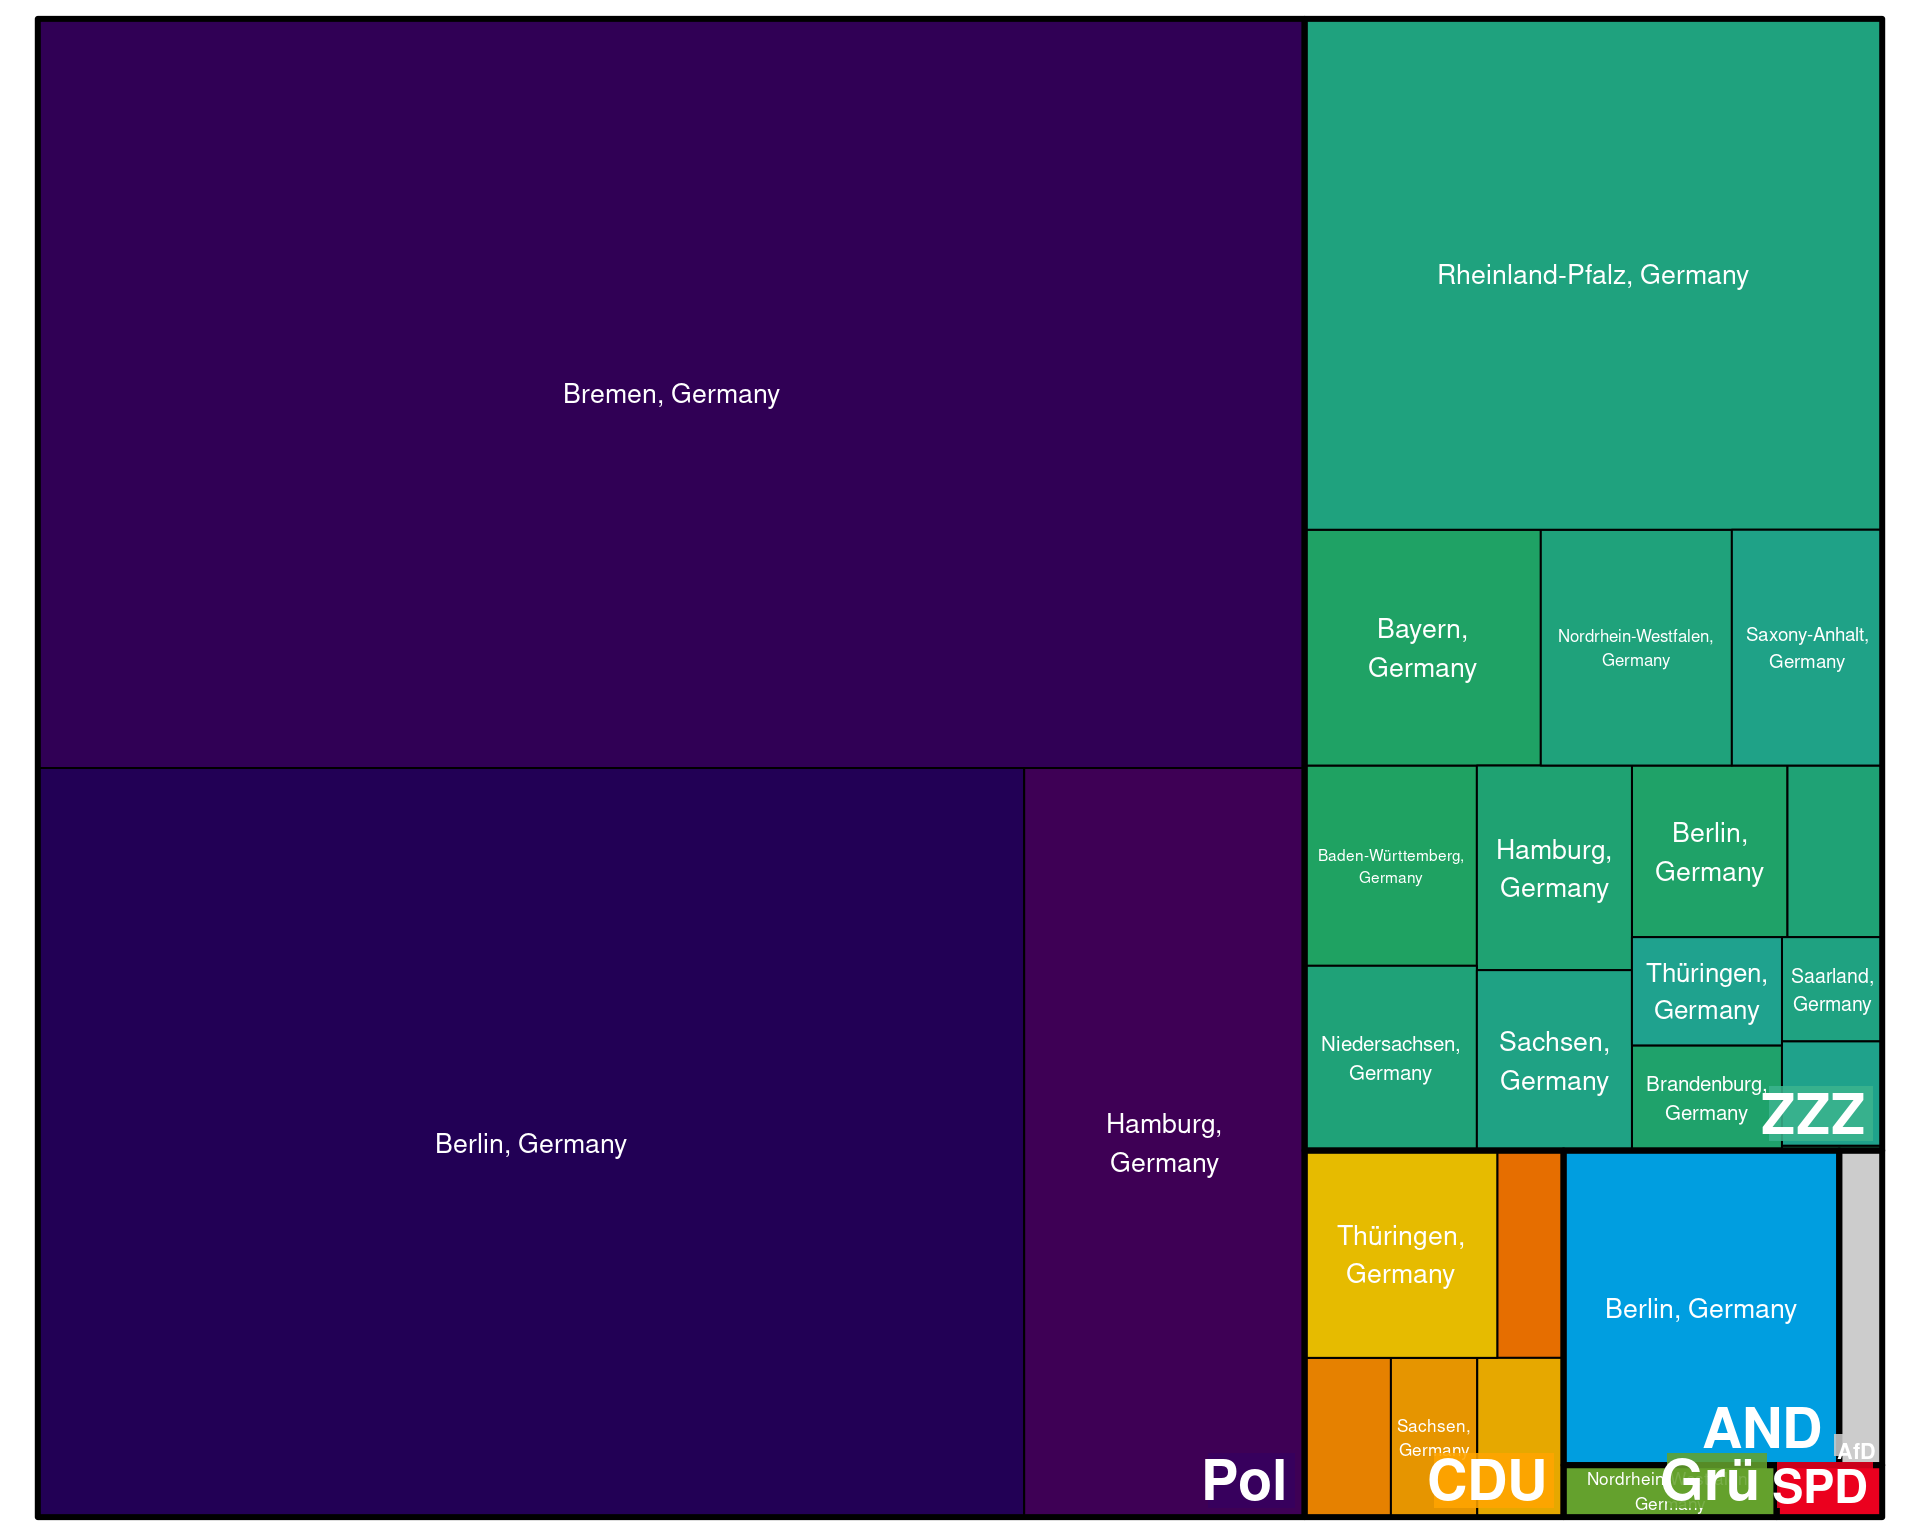 Bremen, Germany
Berlin, Germany
Hamburg,
Germany
Pol
Rheinland-Pfalz, Germany
Bayern,
Germany
Nordrhein-Westfalen,
Germany
Saxony-Anhalt,
Germany
Baden-Württemberg,
Germany
Hamburg,
Germany
Berlin,
Germany
Niedersachsen,
Germany
Sachsen,
Germany
Thüringen,
Germany
Saarland,
Germany
Brandenburg,
Germany
ZZZ
Thüringen,
Germany
Sachsen,
Germany
CDU
Berlin, Germany
AND
AfD
Germany
Grü
SPD